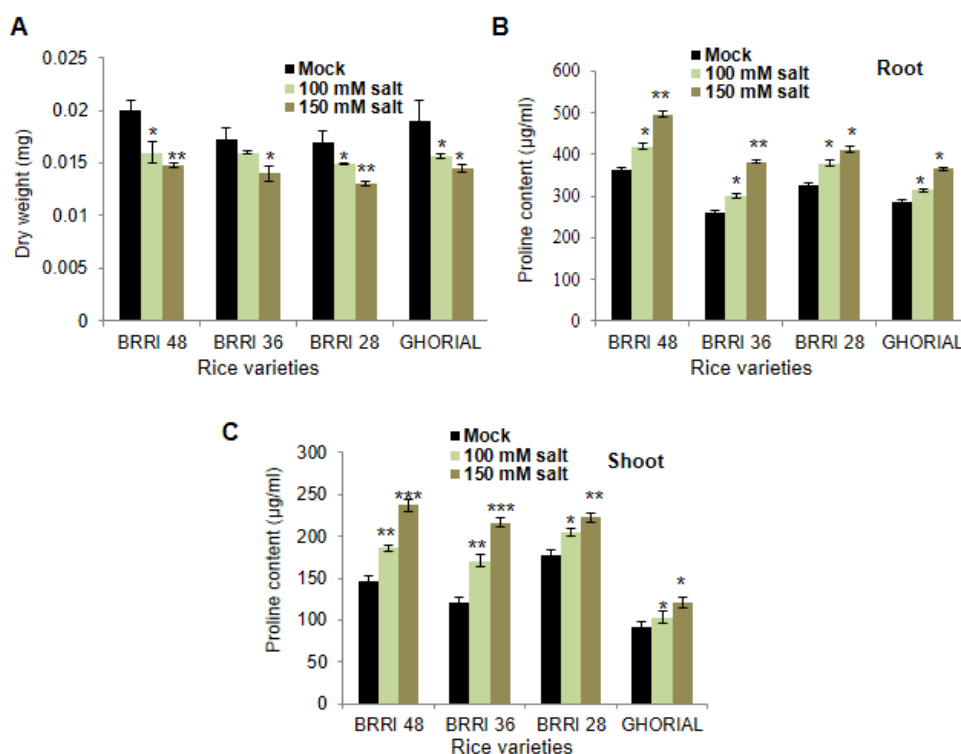 A
0.025
0.02
0.015
0.01
0.005
0
Dry weight (mg)
Mock
100 mM salt
150 mM salt
*
**
*
*
**
*
*
BRRI 48 BRRI 36 BRRI 28 GHORIAL
Rice varieties
B
600
500
400
300
200
100
0
Proline content (µg/ml)
Mock
100 mM salt
150 mM salt
Root
*
**
*
**
*
*
*
*
BRRI 48 BRRI 36 BRRI 28 GHORIAL
Rice varieties
C
300
250
200
150
100
50
0
Proline content (µg/ml)
Mock
100 mM salt
150 mM salt
Shoot
**
***
**
***
*
**
*
*
BRRI 48 BRRI 36 BRRI 28 GHORIAL
Rice varieties